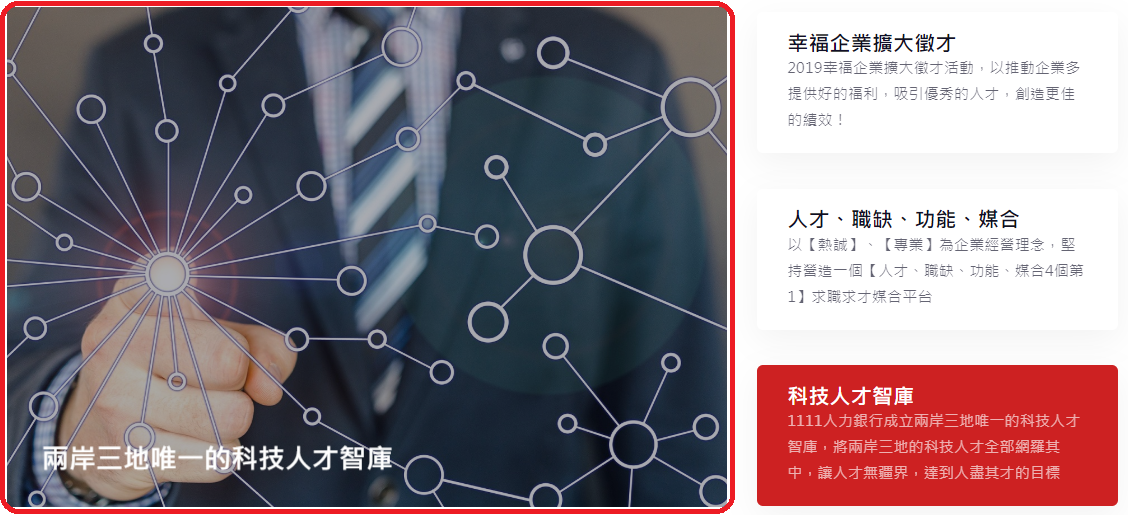 兩岸三地唯一的科技人才智庫
幸福企業擴大徵才
2019幸福企業擴大徵才活動，以推動企業多
提供好的福利，吸引優秀的人才，創造更佳
的績效！
人才、職缺、功能、媒合
以【熱誠】、【專業】為企業經營理念，堅
持營造一個【人才、職缺、功能、媒合4個第
1】求職求才媒合平台
科技人才智庫
1111人力銀行成立兩岸三地唯一的科技人才
智庫，將兩岸三地的科技人才全部網羅其
中，讓人才無疆界，達到人盡其才的目標